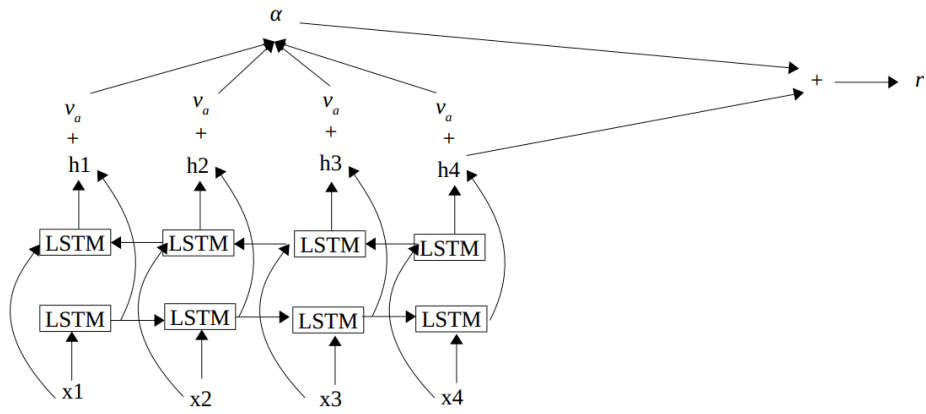 α
+ r
v_a v_a v_a v_a
+ + + +
h1 h2 h3 h4
LSTM LSTM LSTM LSTM
LSTM LSTM LSTM LSTM
x1 x2 x3 x4